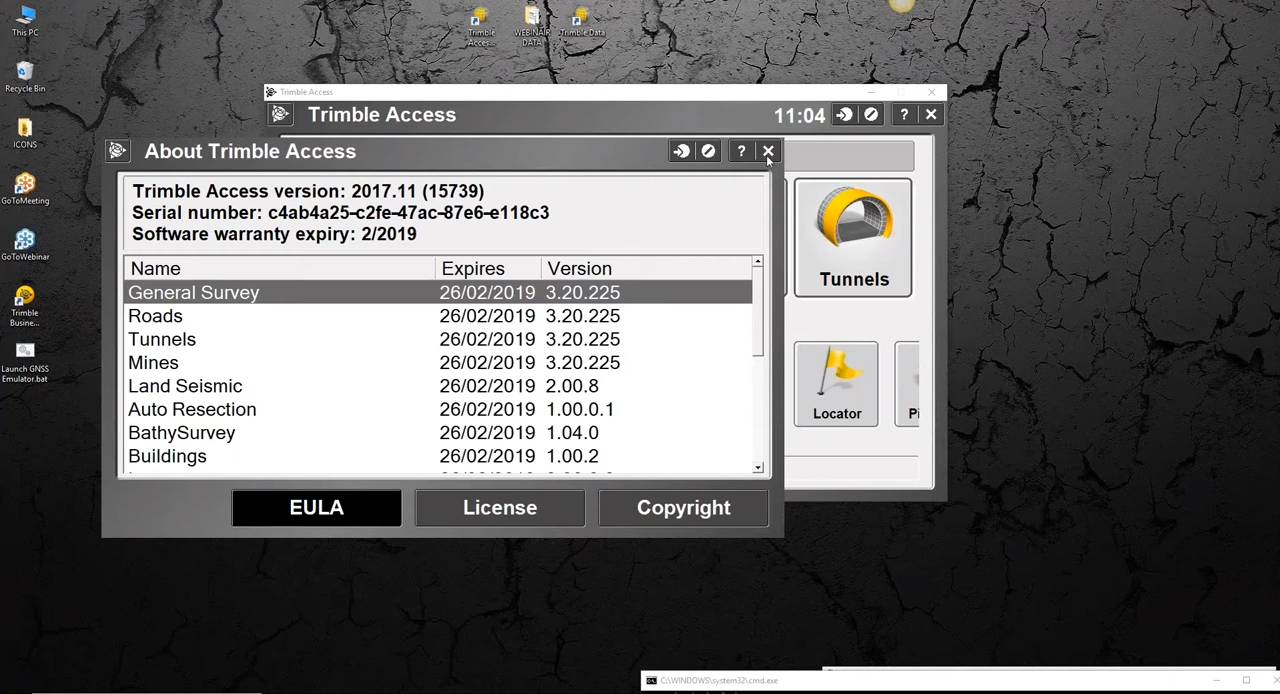 This PC
Recycle Bin
ICONS
GoToMeeting
GoToWebinar
Trimble
Busine...
Launch GNSS
Emulator.bat
Trimble
Acces...
WEBINAR
DATA
Trimble Data
Trimble Access
Trimble Access
11:04
?
About Trimble Access
?
Trimble Access version: 2017.11 (15739)
Serial number: c4ab4a25-c2fe-47ac-87e6-e118c3
Software warranty expiry: 2/2019
Name Expires Version
General Survey 26/02/2019 3.20.225
Roads 26/02/2019 3.20.225
Tunnels 26/02/2019 3.20.225
Mines 26/02/2019 3.20.225
Land Seismic 26/02/2019 2.00.8
Auto Resection 26/02/2019 1.00.0.1
BathySurvey 26/02/2019 1.04.0
Buildings 26/02/2019 1.00.2
EULA License Copyright
Tunnels
Locator
Pi
C:\WINDOWS\system32\cmd.exe